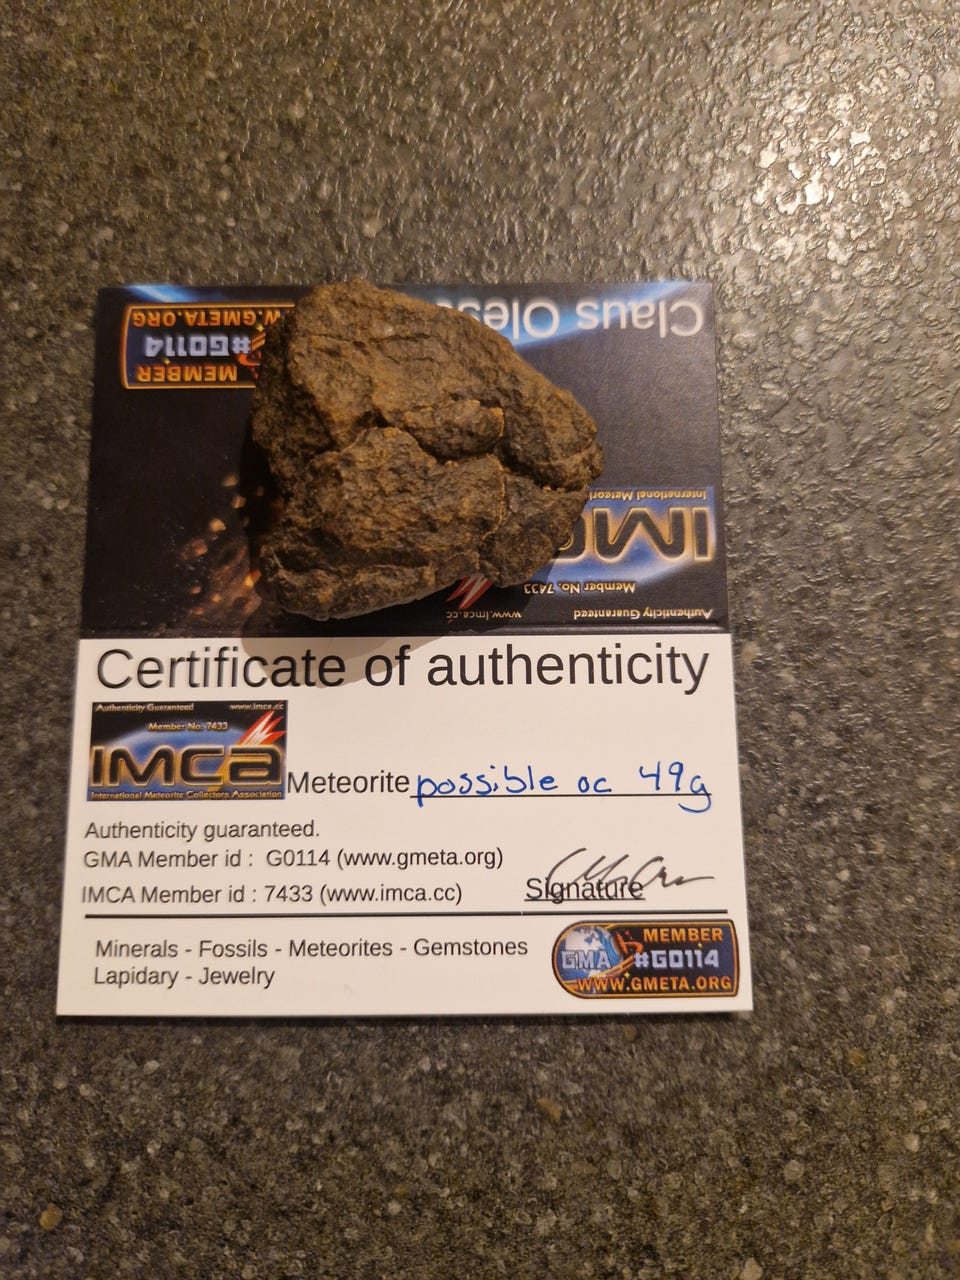 Claus
W.GMETA.ORG
#G0114
MEMBER
International
IM
Member No. 7433
www.imca.cc
Authenticity Guaranteed
Certificate of authenticity
Authenticity Guaranteed www.imca.cc
Member No. 7433
IMCa
International Meteorite Collectors Association
Meteorite possible oc 49g
Authenticity guaranteed.
GMA Member id : G0114 (www.gmeta.org)
IMCA Member id : 7433 (www.imca.cc)
Signature
Minerals - Fossils - Meteorites - Gemstones
Lapidary - Jewelry
MEMBER
GMA #G0114
WWW.GMETA.ORG